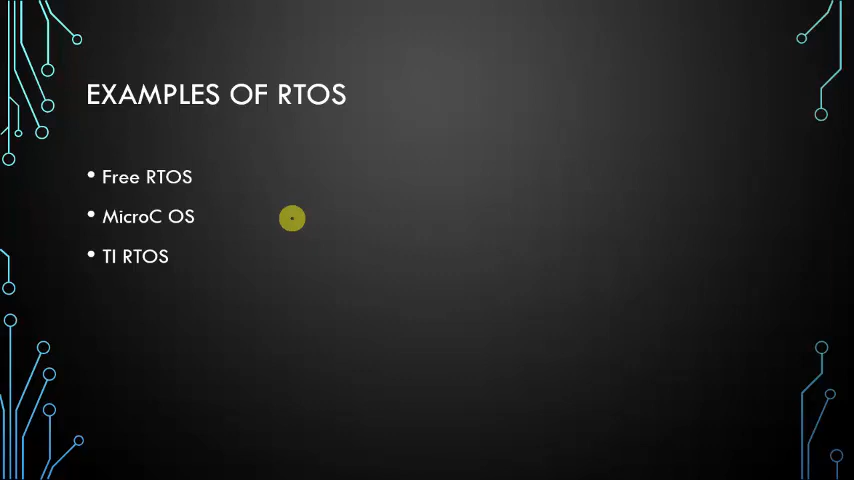 EXAMPLES OF RTOS
• Free RTOS
• MicroC OS
• TI RTOS